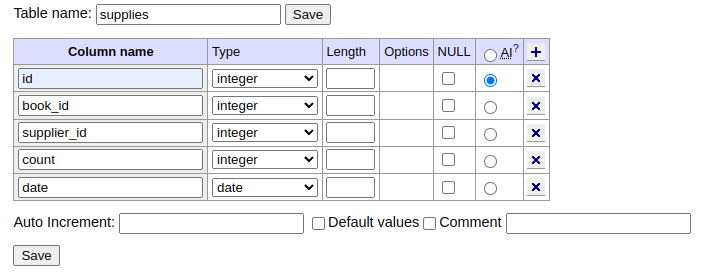 Table name: supplies Save
Column name Type Length Options NULL AI? +
id integer x
book_id integer x
supplier_id integer x
count integer x
date date x
Auto Increment: Default values Comment
Save